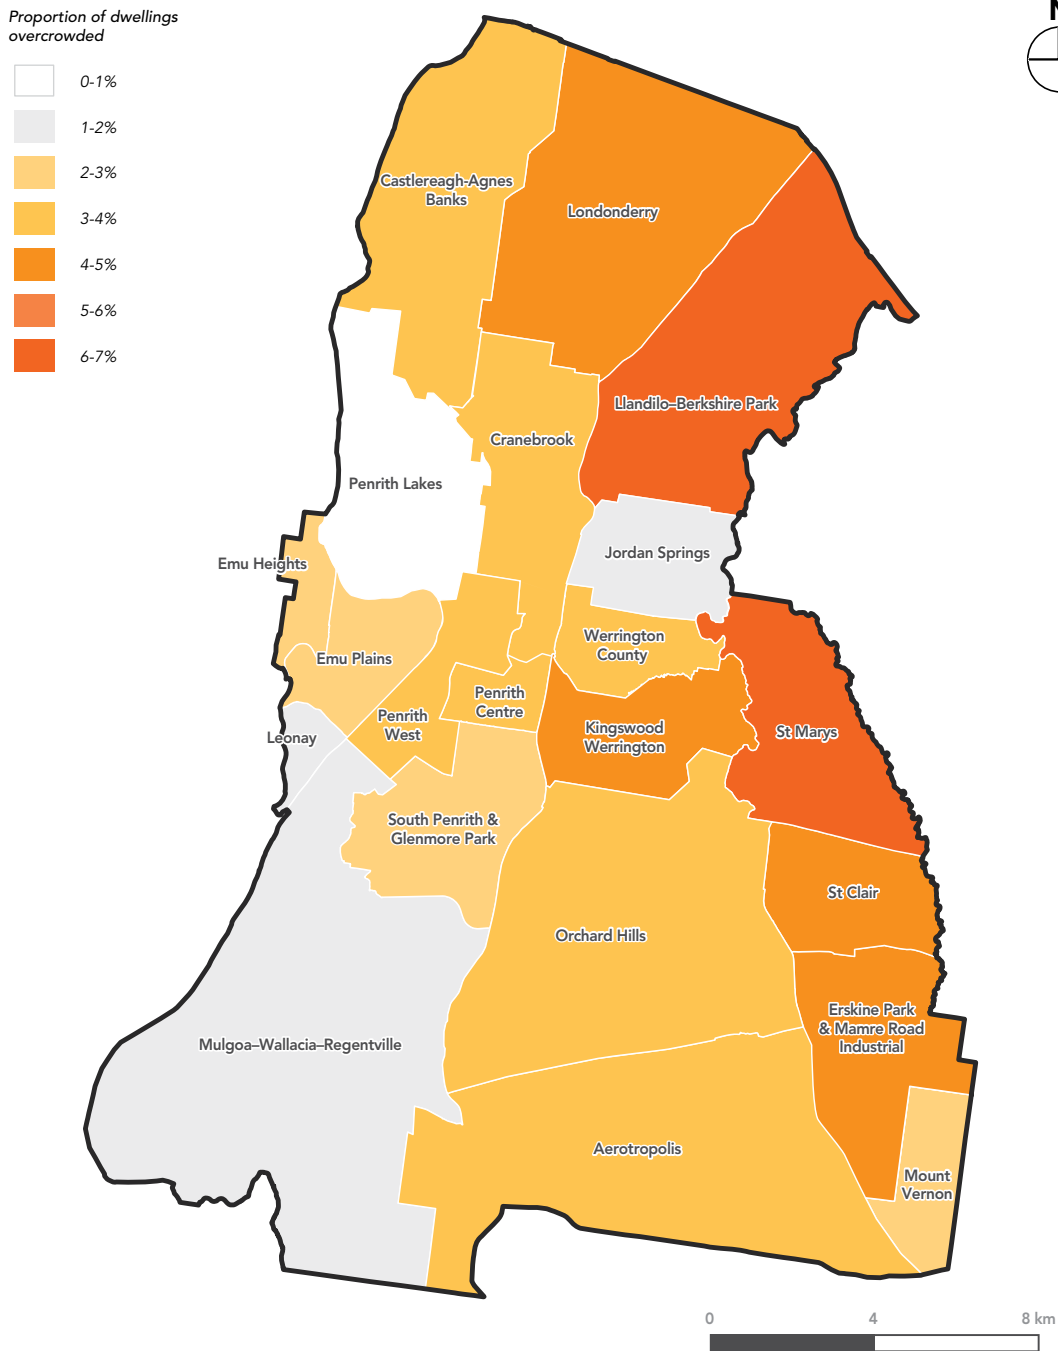 Proportion of dwellings
overcrowded
0-1%
1-2%
2-3%
3-4%
4-5%
5-6%
6-7%
N
Castlereagh-Agnes
Banks
Londonderry
Llandilo–Berkshire Park
Cranebrook
Penrith Lakes
Jordan Springs
Emu Heights
Werrington
County
Emu Plains
Penrith
Centre
Penrith
West
Kingswood
Werrington
St Marys
Leonay
South Penrith &
Glenmore Park
St Clair
Orchard Hills
Erskine Park
& Mamre Road
Industrial
Mulgoa–Wallacia–Regentville
Aerotropolis
Mount
Vernon
0 4 8 km